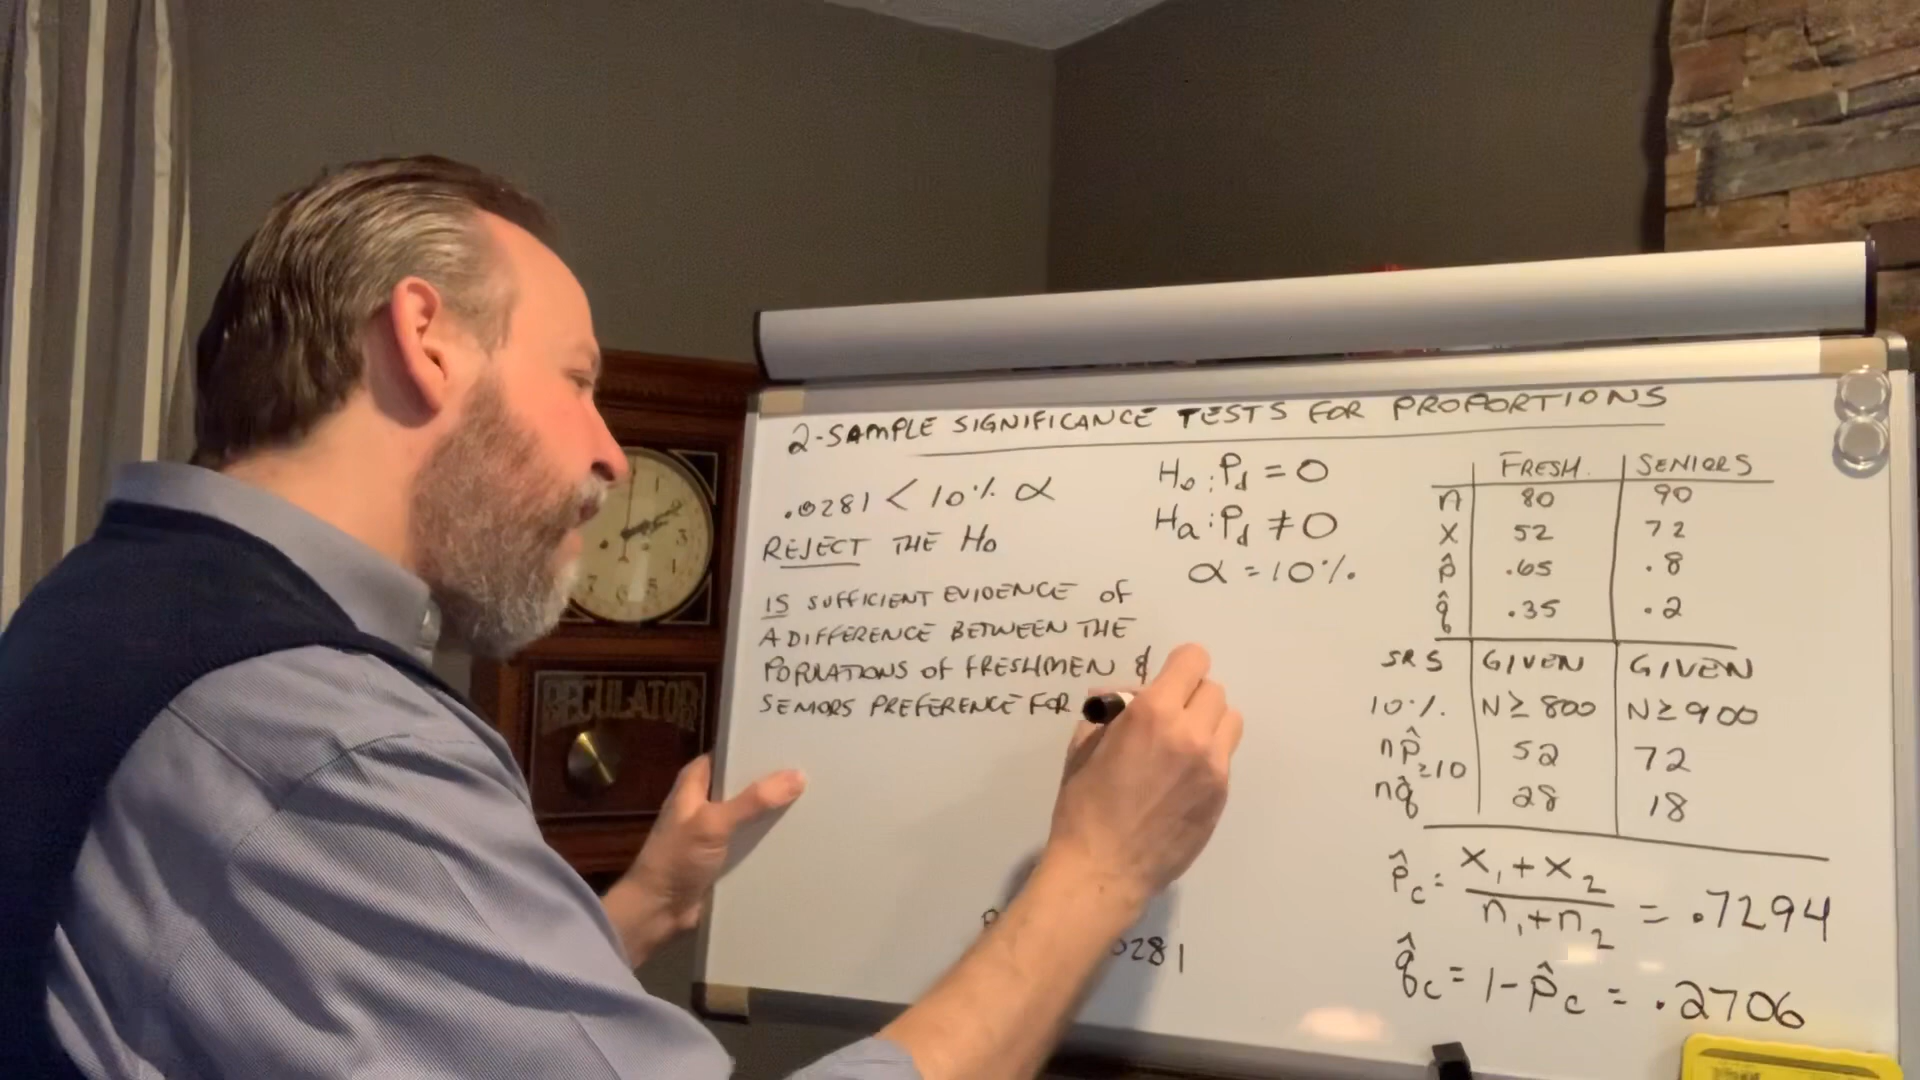 2-SAMPLE SIGNIFICANCE TESTS FOR PROPORTIONS
.0281 < 10% α
REJECT THE Ho
IS SUFFICIENT EVIDENCE OF
A DIFFERENCE BETWEEN THE
POPULATIONS OF FRESHMEN &
SENIORS PREFERENCE FOR
0281
Ho: Pd = 0
Ha: Pd ≠ 0
α = 10%.
FRESH. SENIORS
n 80 90
X 52 72
p̂ .65 .8
q̂ .35 .2
SRS GIVEN GIVEN
10%. N ≥ 800 N ≥ 900
np̂ ≥10 52 72
nq̂ 28 18
p̂c = X1 + X2 / n1 + n2 = .7294
q̂c = 1 - p̂c = .2706
REGULATOR